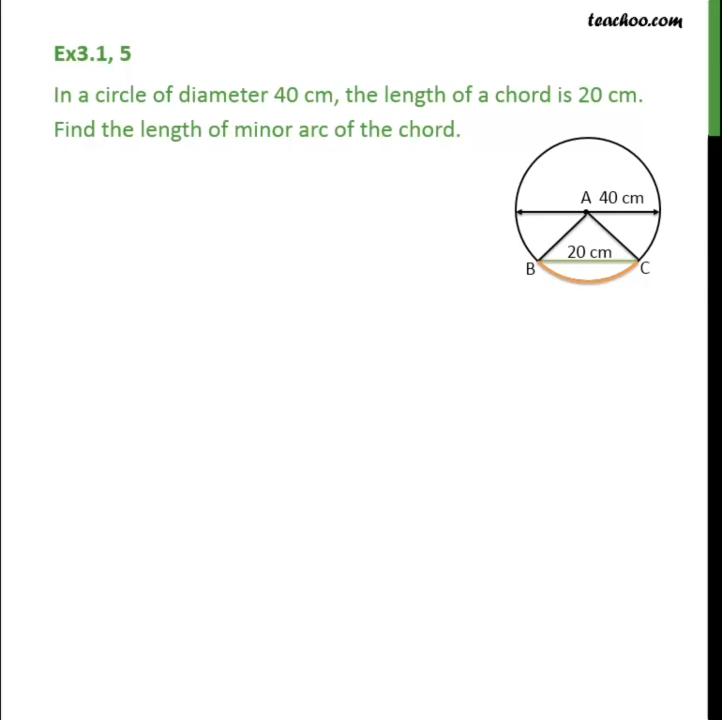 teachoo.com
Ex3.1, 5
In a circle of diameter 40 cm, the length of a chord is 20 cm.
Find the length of minor arc of the chord.
A 40 cm
20 cm
B
C